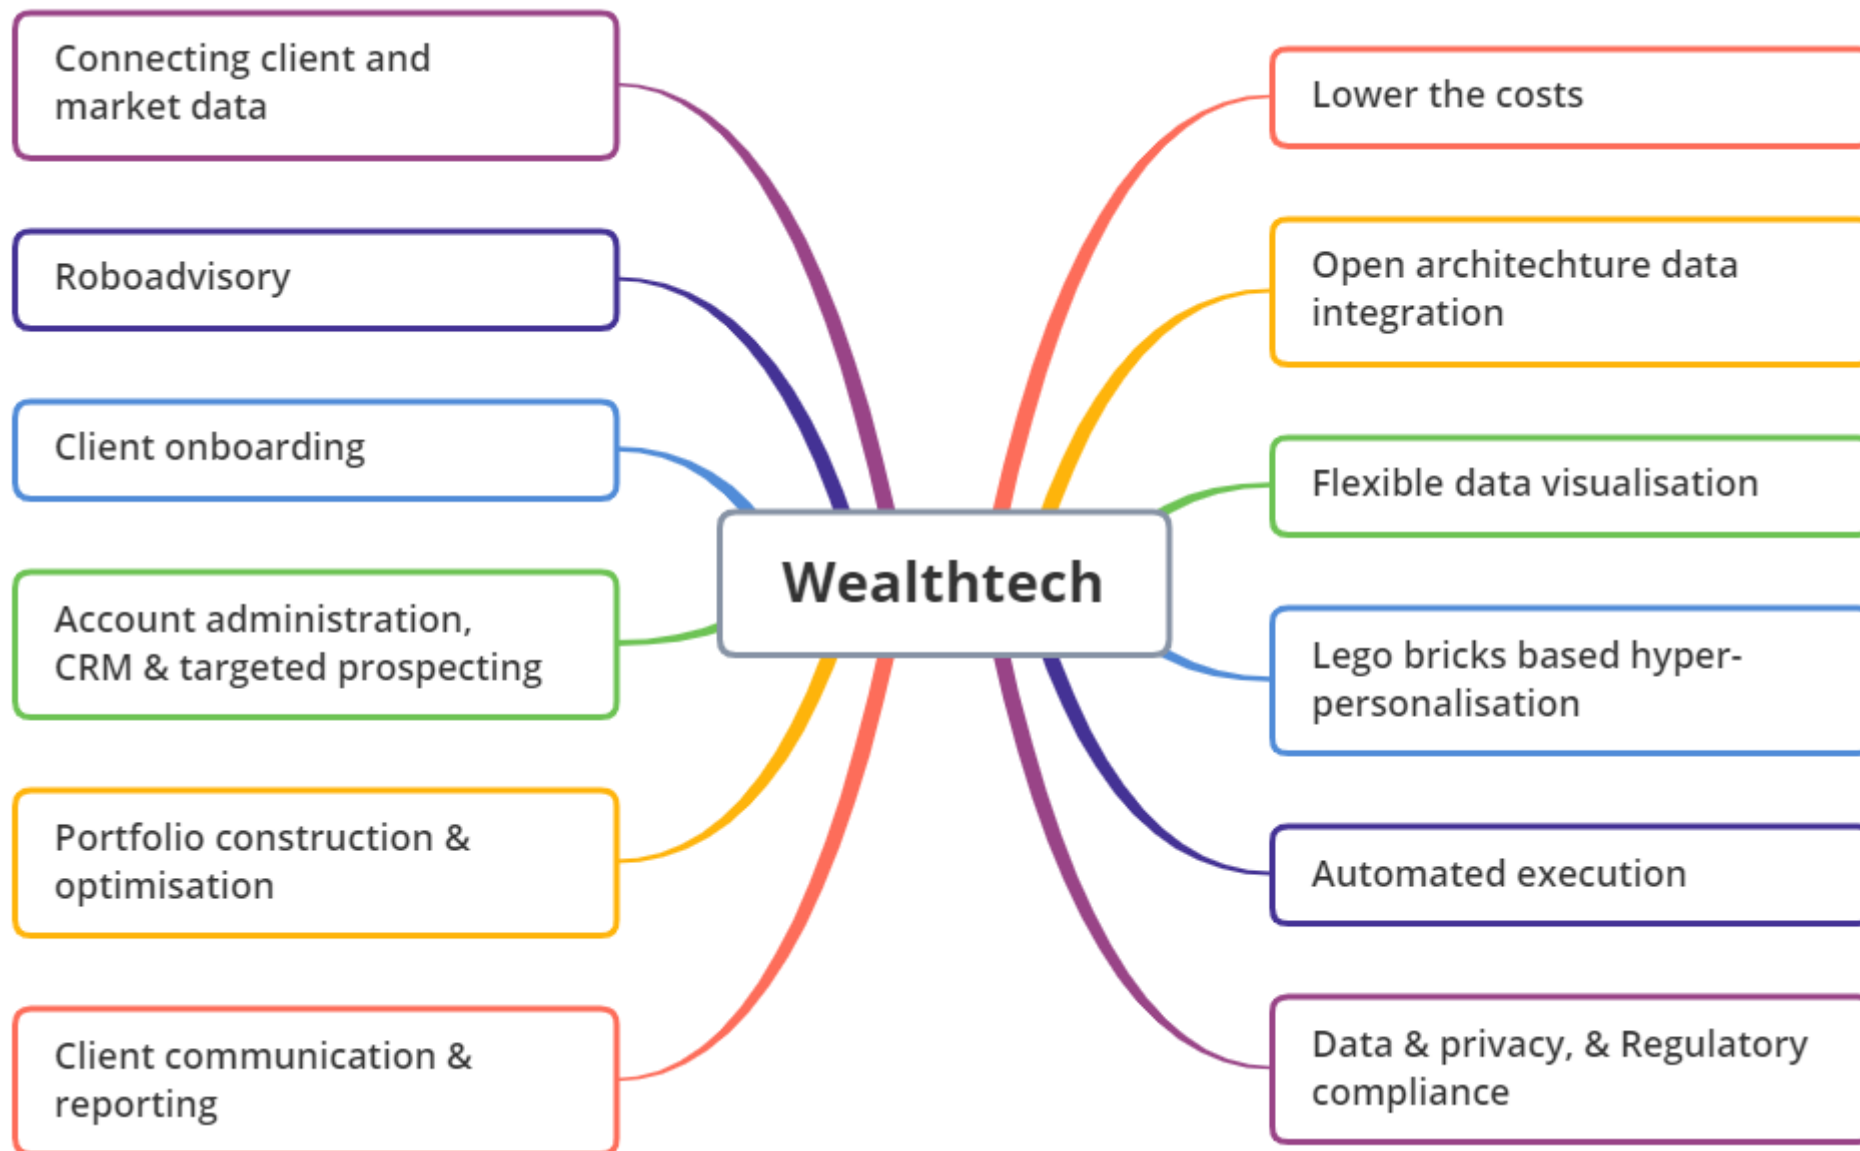 Connecting client and
market data
Roboadvisory
Client onboarding
Account administration,
CRM & targeted prospecting
Portfolio construction &
optimisation
Client communication &
reporting
Wealthtech
Lower the costs
Open architechture data
integration
Flexible data visualisation
Lego bricks based hyper-
personalisation
Automated execution
Data & privacy, & Regulatory
compliance